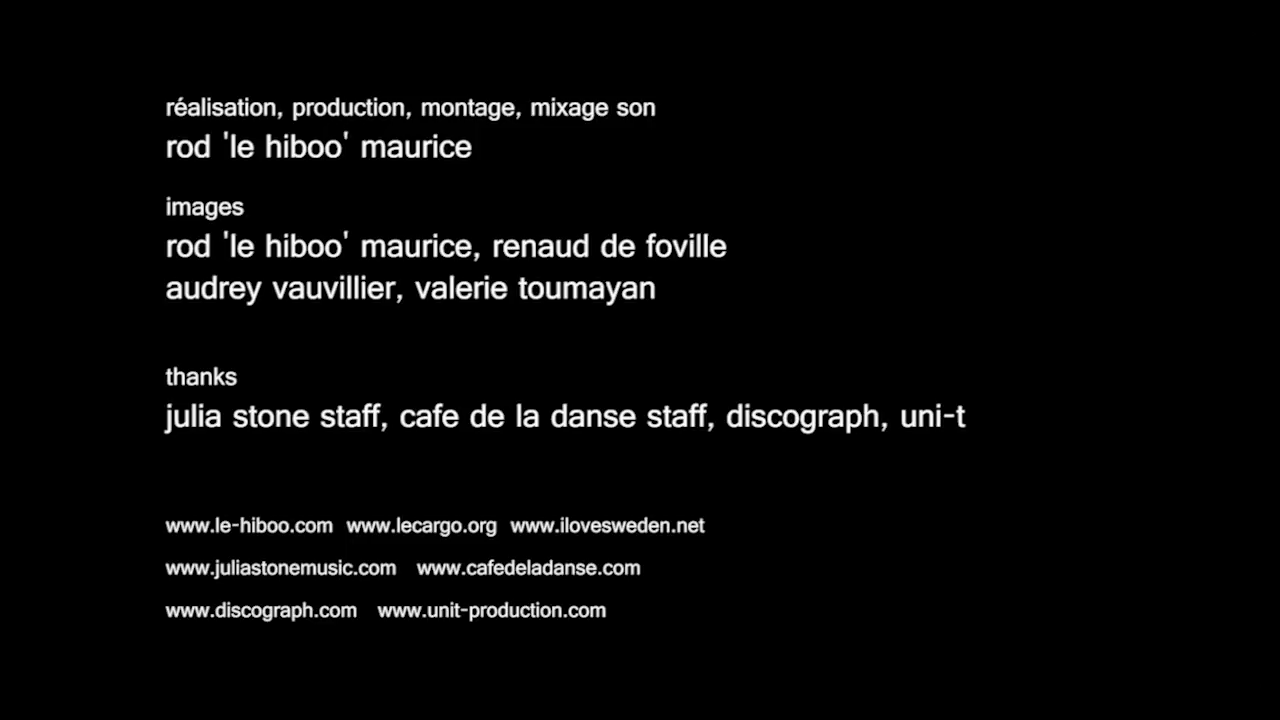 réalisation, production, montage, mixage son
rod 'le hiboo' maurice
images
rod 'le hiboo' maurice, renaud de foville
audrey vauvillier, valerie toumayan
thanks
julia stone staff, cafe de la danse staff, discograph, uni-t
www.le-hiboo.com www.lecargo.org www.ilovesweden.net
www.juliastonemusic.com www.cafedeladanse.com
www.discograph.com www.unit-production.com